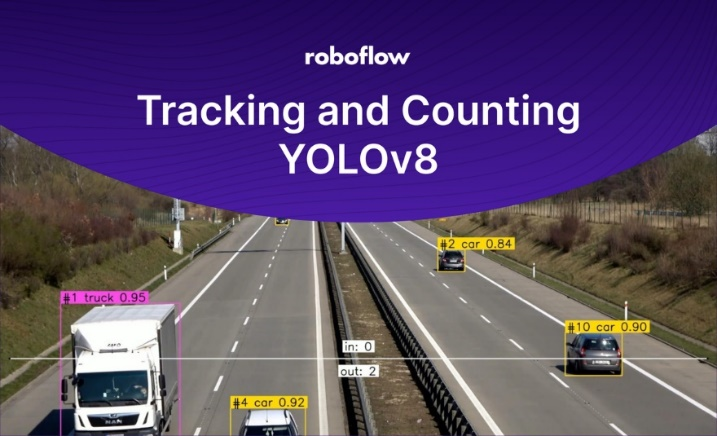 roboflow
Tracking and Counting
YOLOv8
#2 car 0.84
#1 truck 0.95
#10 car 0.90
in: 0
out: 2
#4 car 0.92
MAN